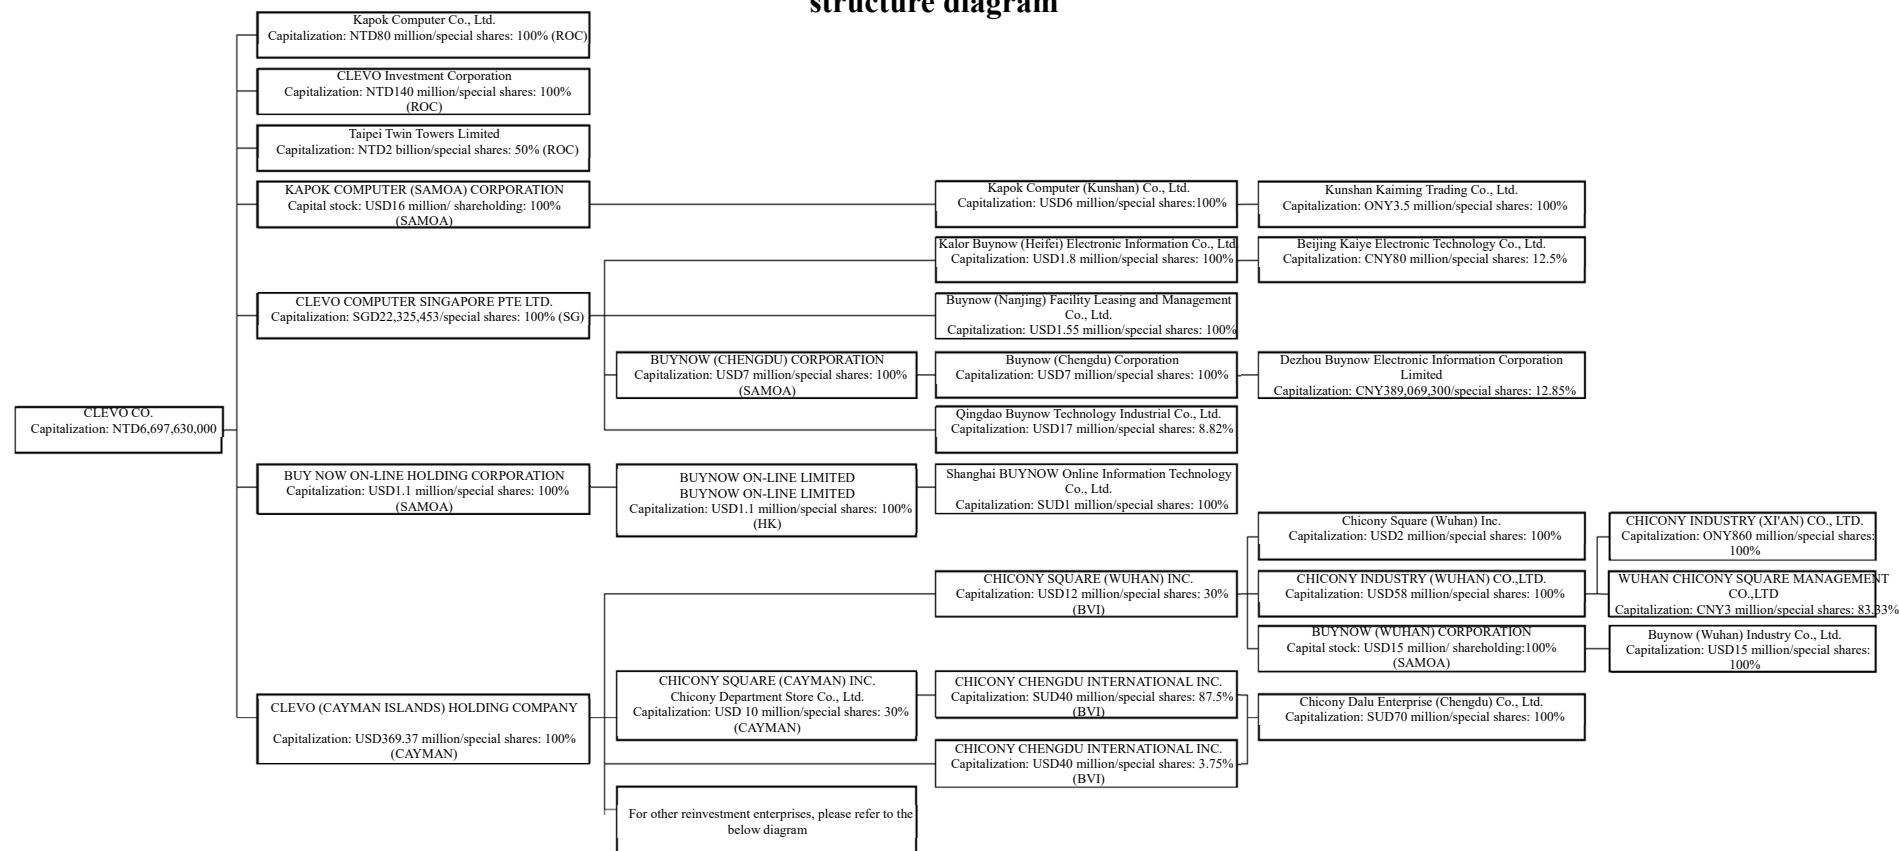 structure diagram
Kapok Computer Co., Ltd.
Capitalization: NTD80 million/special shares: 100% (ROC)
CLEVO Investment Corporation
Capitalization: NTD140 million/special shares: 100%
(ROC)
Taipei Twin Towers Limited
Capitalization: NTD2 billion/special shares: 50% (ROC)
KAPOK COMPUTER (SAMOA) CORPORATION
Capital stock: USD16 million/ shareholding: 100%
(SAMOA)
Kapok Computer (Kunshan) Co., Ltd.
Capitalization: USD6 million/special shares:100%
Kunshan Kaiming Trading Co., Ltd.
Capitalization: ONY3.5 million/special shares: 100%
Kalor Buynow (Heifei) Electronic Information Co., Ltd
Capitalization: USD1.8 million/special shares: 100%
Beijing Kaiye Electronic Technology Co., Ltd.
Capitalization: CNY80 million/special shares: 12.5%
CLEVO COMPUTER SINGAPORE PTE LTD.
Capitalization: SGD22,325,453/special shares: 100% (SG)
Buynow (Nanjing) Facility Leasing and Management
Co., Ltd.
Capitalization: USD1.55 million/special shares: 100%
BUYNOW (CHENGDU) CORPORATION
Capitalization: USD7 million/special shares: 100%
(SAMOA)
Buynow (Chengdu) Corporation
Capitalization: USD7 million/special shares: 100%
Dezhou Buynow Electronic Information Corporation
Limited
Capitalization: CNY389,069,300/special shares: 12.85%
CLEVO CO.
Capitalization: NTD6,697,630,000
Qingdao Buynow Technology Industrial Co., Ltd.
Capitalization: USD17 million/special shares: 8.82%
BUY NOW ON-LINE HOLDING CORPORATION
Capitalization: USD1.1 million/special shares: 100%
(SAMOA)
BUYNOW ON-LINE LIMITED
BUYNOW ON-LINE LIMITED
Capitalization: USD1.1 million/special shares: 100%
(HK)
Shanghai BUYNOW Online Information Technology
Co., Ltd.
Capitalization: SUD1 million/special shares: 100%
Chicony Square (Wuhan) Inc.
Capitalization: USD2 million/special shares: 100%
CHICONY INDUSTRY (XI'AN) CO., LTD.
Capitalization: ONY860 million/special shares:
100%
CHICONY SQUARE (WUHAN) INC.
Capitalization: USD12 million/special shares: 30%
(BVI)
CHICONY INDUSTRY (WUHAN) CO.,LTD.
Capitalization: USD58 million/special shares: 100%
WUHAN CHICONY SQUARE MANAGEMENT
CO.,LTD
Capitalization: CNY3 million/special shares: 83.33%
BUYNOW (WUHAN) CORPORATION
Capital stock: USD15 million/ shareholding:100%
(SAMOA)
Buynow (Wuhan) Industry Co., Ltd.
Capitalization: USD15 million/special shares:
100%
CLEVO (CAYMAN ISLANDS) HOLDING COMPANY
Capitalization: USD369.37 million/special shares: 100%
(CAYMAN)
CHICONY SQUARE (CAYMAN) INC.
Chicony Department Store Co., Ltd.
Capitalization: USD 10 million/special shares: 30%
(CAYMAN)
CHICONY CHENGDU INTERNATIONAL INC.
Capitalization: SUD40 million/special shares: 87.5%
(BVI)
Chicony Dalu Enterprise (Chengdu) Co., Ltd.
Capitalization: SUD70 million/special shares: 100%
CHICONY CHENGDU INTERNATIONAL INC.
Capitalization: USD40 million/special shares: 3.75%
(BVI)
For other reinvestment enterprises, please refer to the
below diagram